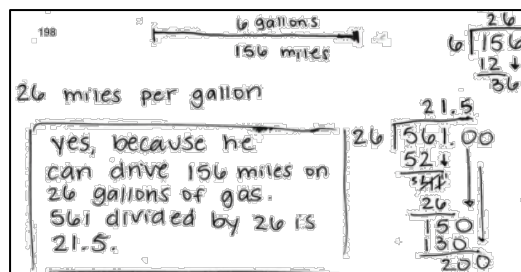 198
6 gallons
156 miles
26
6 156
12
36
26 miles per gallon
yes, because he
can drive 156 miles on
26 gallons of gas.
561 divided by 26 is
21.5.
21.5
26 561.00
52
26
150
130
200